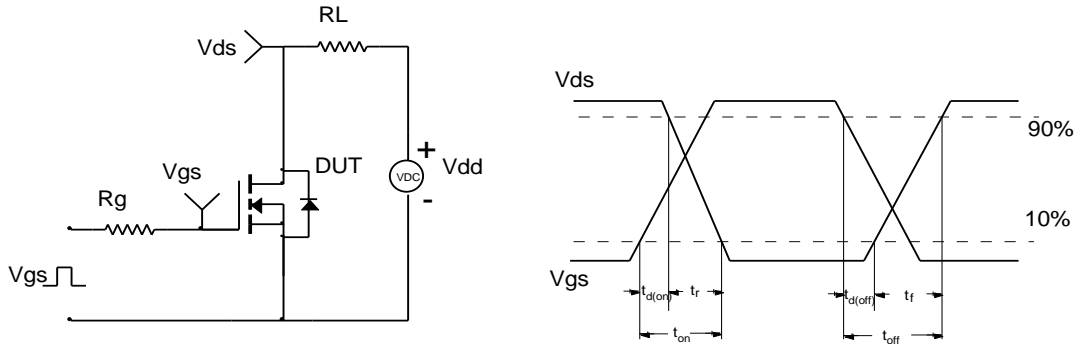 RL
Vds
Vgs
DUT
+
VDC
Vdd
-
Rg
Vgs
Vds
90%
10%
Vgs
td(on)
tr
td(off)
tf
ton
toff